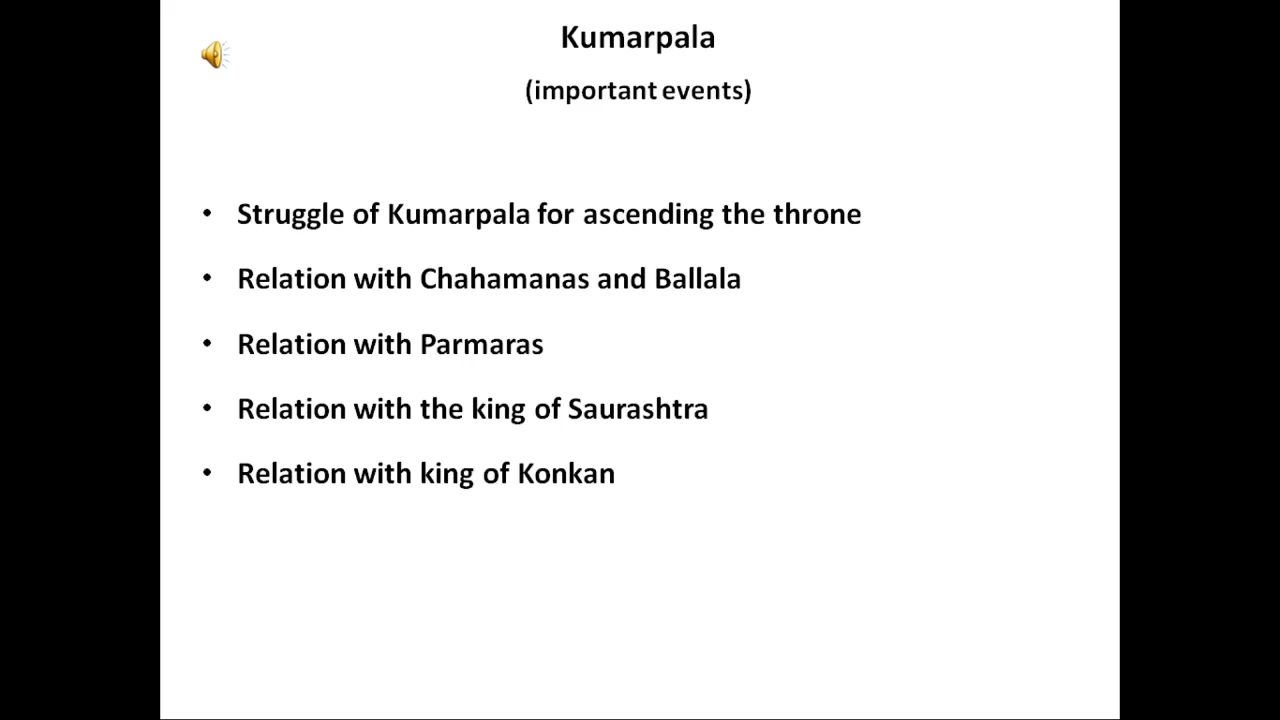 Kumarpala
(important events)
• Struggle of Kumarpala for ascending the throne
• Relation with Chahamanas and Ballala
• Relation with Parmaras
• Relation with the king of Saurashtra
• Relation with king of Konkan